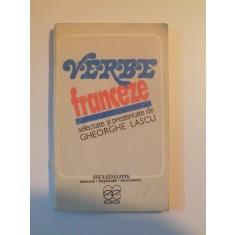 VERBE
franceze
selectate și prezentate de
GHEORGHE LASCU
STUDIUM